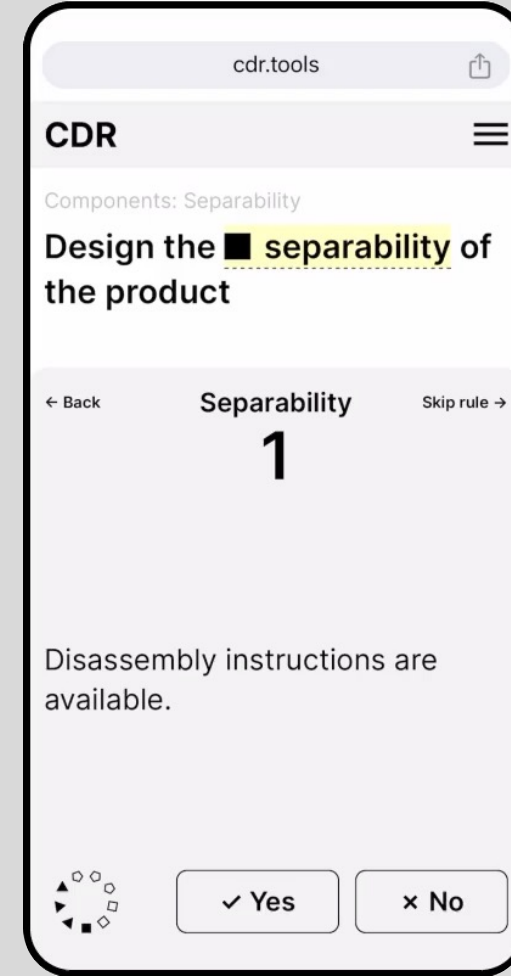 cdr.tools
CDR
Components: Separability
Design the ■ separability of
the product
← Back
Separability
Skip rule →
1
Disassembly instructions are
available.
✓ Yes
× No